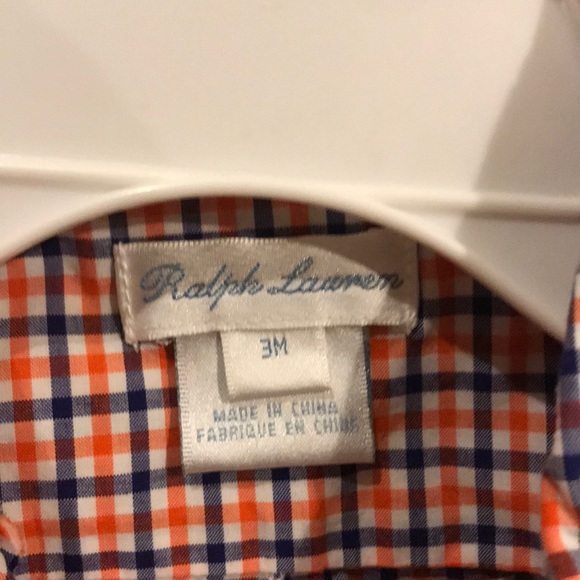 Ralph Lauren
3M
MADE IN CHINA
FABRIQUE EN CHINE